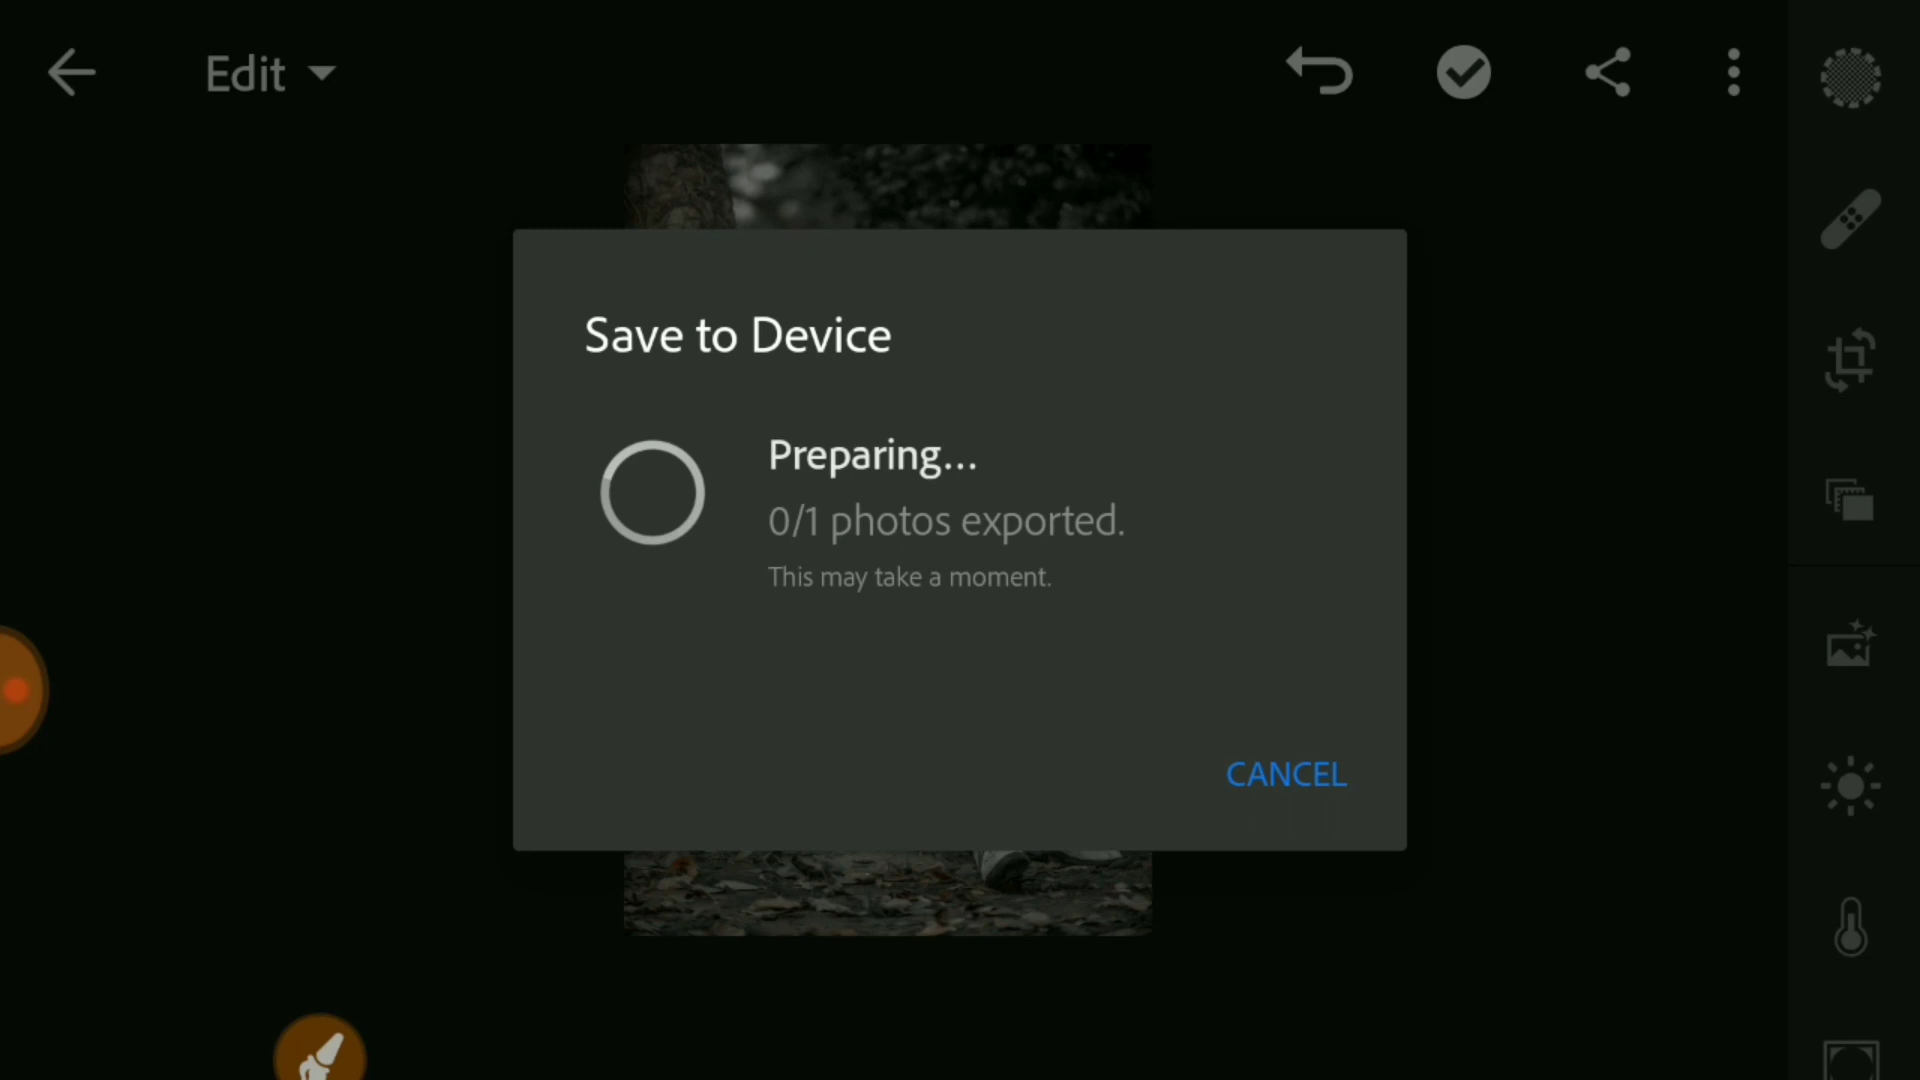 Edit
Save to Device
Preparing...
0/1 photos exported.
This may take a moment.
CANCEL